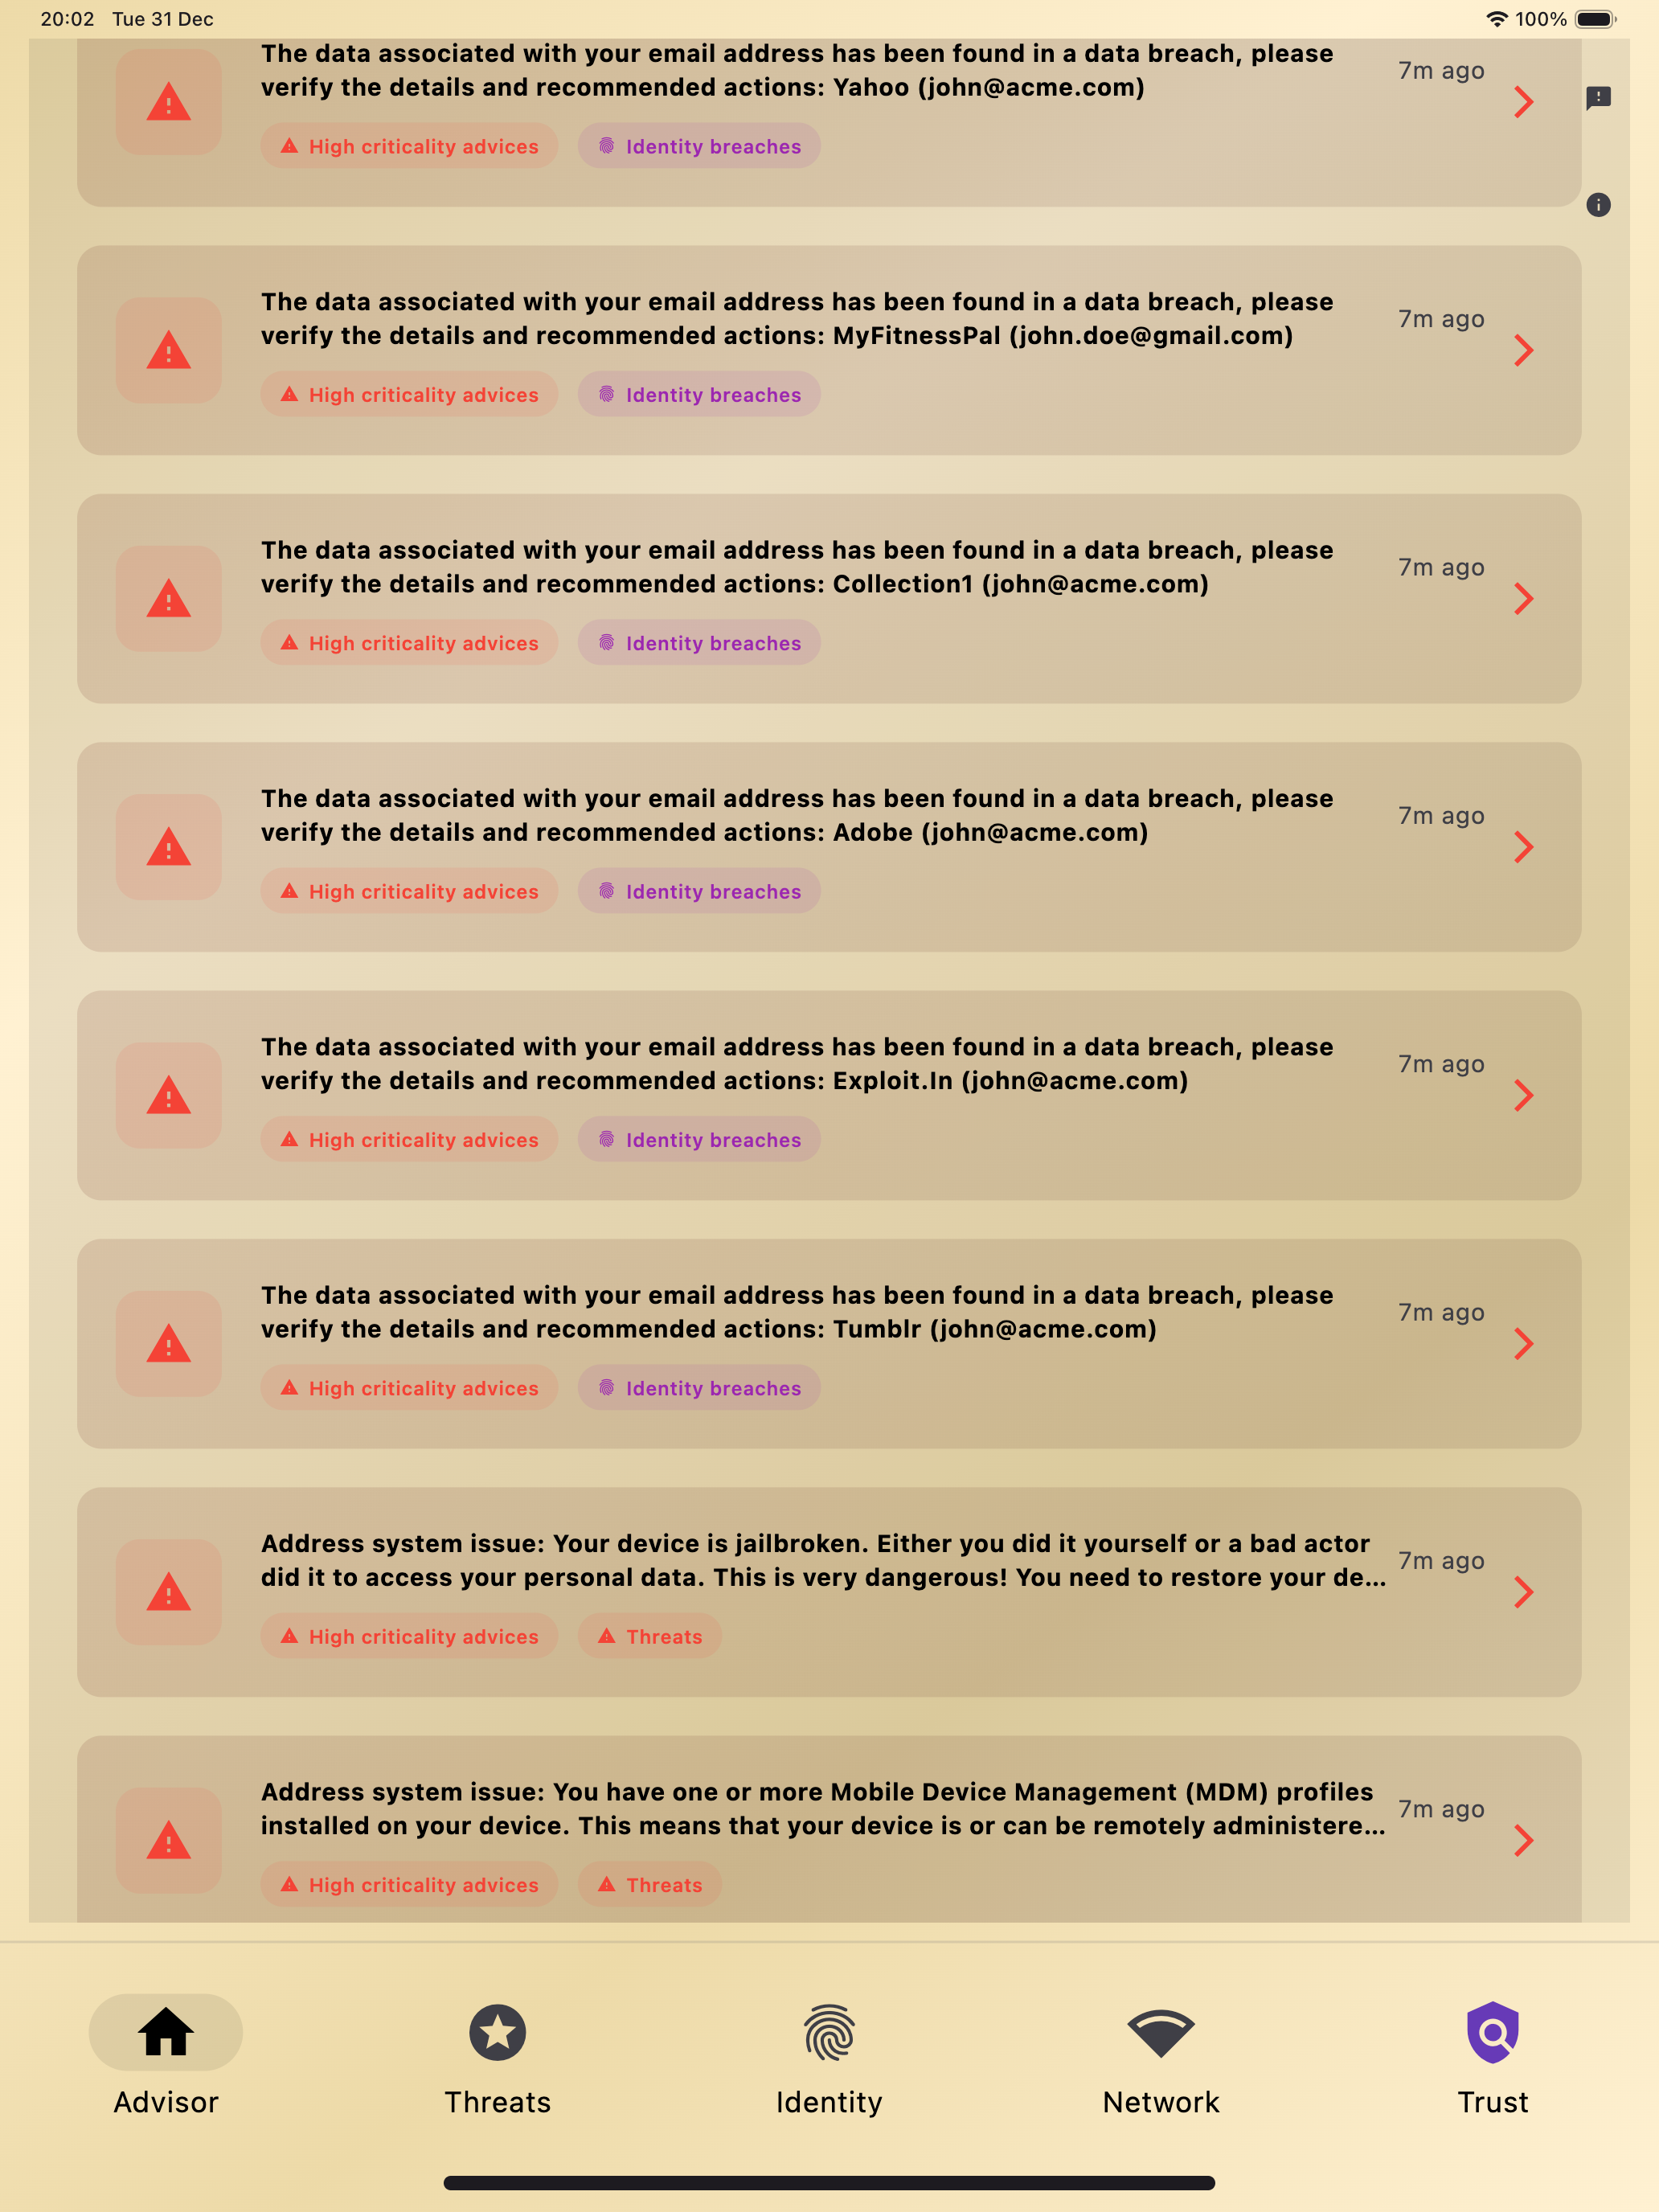 20:02 Tue 31 Dec 100%
The data associated with your email address has been found in a data breach, please
verify the details and recommended actions: Yahoo (john@acme.com)
7m ago
High criticality advices Identity breaches
The data associated with your email address has been found in a data breach, please
verify the details and recommended actions: MyFitnessPal (john.doe@gmail.com)
7m ago
High criticality advices Identity breaches
The data associated with your email address has been found in a data breach, please
verify the details and recommended actions: Collection1 (john@acme.com)
7m ago
High criticality advices Identity breaches
The data associated with your email address has been found in a data breach, please
verify the details and recommended actions: Adobe (john@acme.com)
7m ago
High criticality advices Identity breaches
The data associated with your email address has been found in a data breach, please
verify the details and recommended actions: Exploit.In (john@acme.com)
7m ago
High criticality advices Identity breaches
The data associated with your email address has been found in a data breach, please
verify the details and recommended actions: Tumblr (john@acme.com)
7m ago
High criticality advices Identity breaches
Address system issue: Your device is jailbroken. Either you did it yourself or a bad actor
did it to access your personal data. This is very dangerous! You need to restore your de...
7m ago
High criticality advices Threats
Address system issue: You have one or more Mobile Device Management (MDM) profiles
installed on your device. This means that your device is or can be remotely administere...
7m ago
High criticality advices Threats
Advisor Threats Identity Network Trust